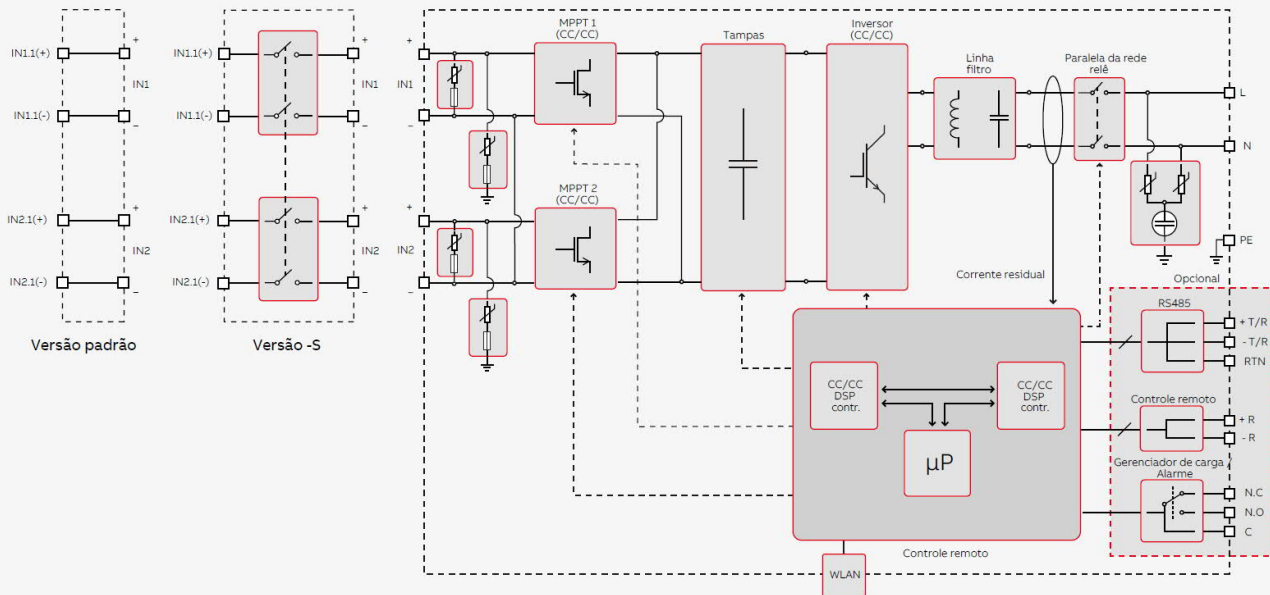 IN1.1(+)
+
IN1
IN1.1(-)
−
IN2.1(+)
+
IN2
IN2.1(-)
−
Versão padrão
IN1.1(+)
+
IN1
IN1.1(-)
−
IN2.1(+)
+
IN2
IN2.1(-)
−
Versão -S
+
IN1
−
+
IN2
−
MPPT 1
(CC/CC)
MPPT 2
(CC/CC)
Tampas
Inversor
(CC/CC)
Linha
filtro
Paralela da rede
relê
L
N
PE
Corrente residual
Opcional
RS485
+ T/R
- T/R
RTN
Controle remoto
+ R
- R
Gerenciador de carga /
Alarme
N.C
N.O
C
CC/CC
DSP
contr.
CC/CC
DSP
contr.
µP
Controle remoto
WLAN